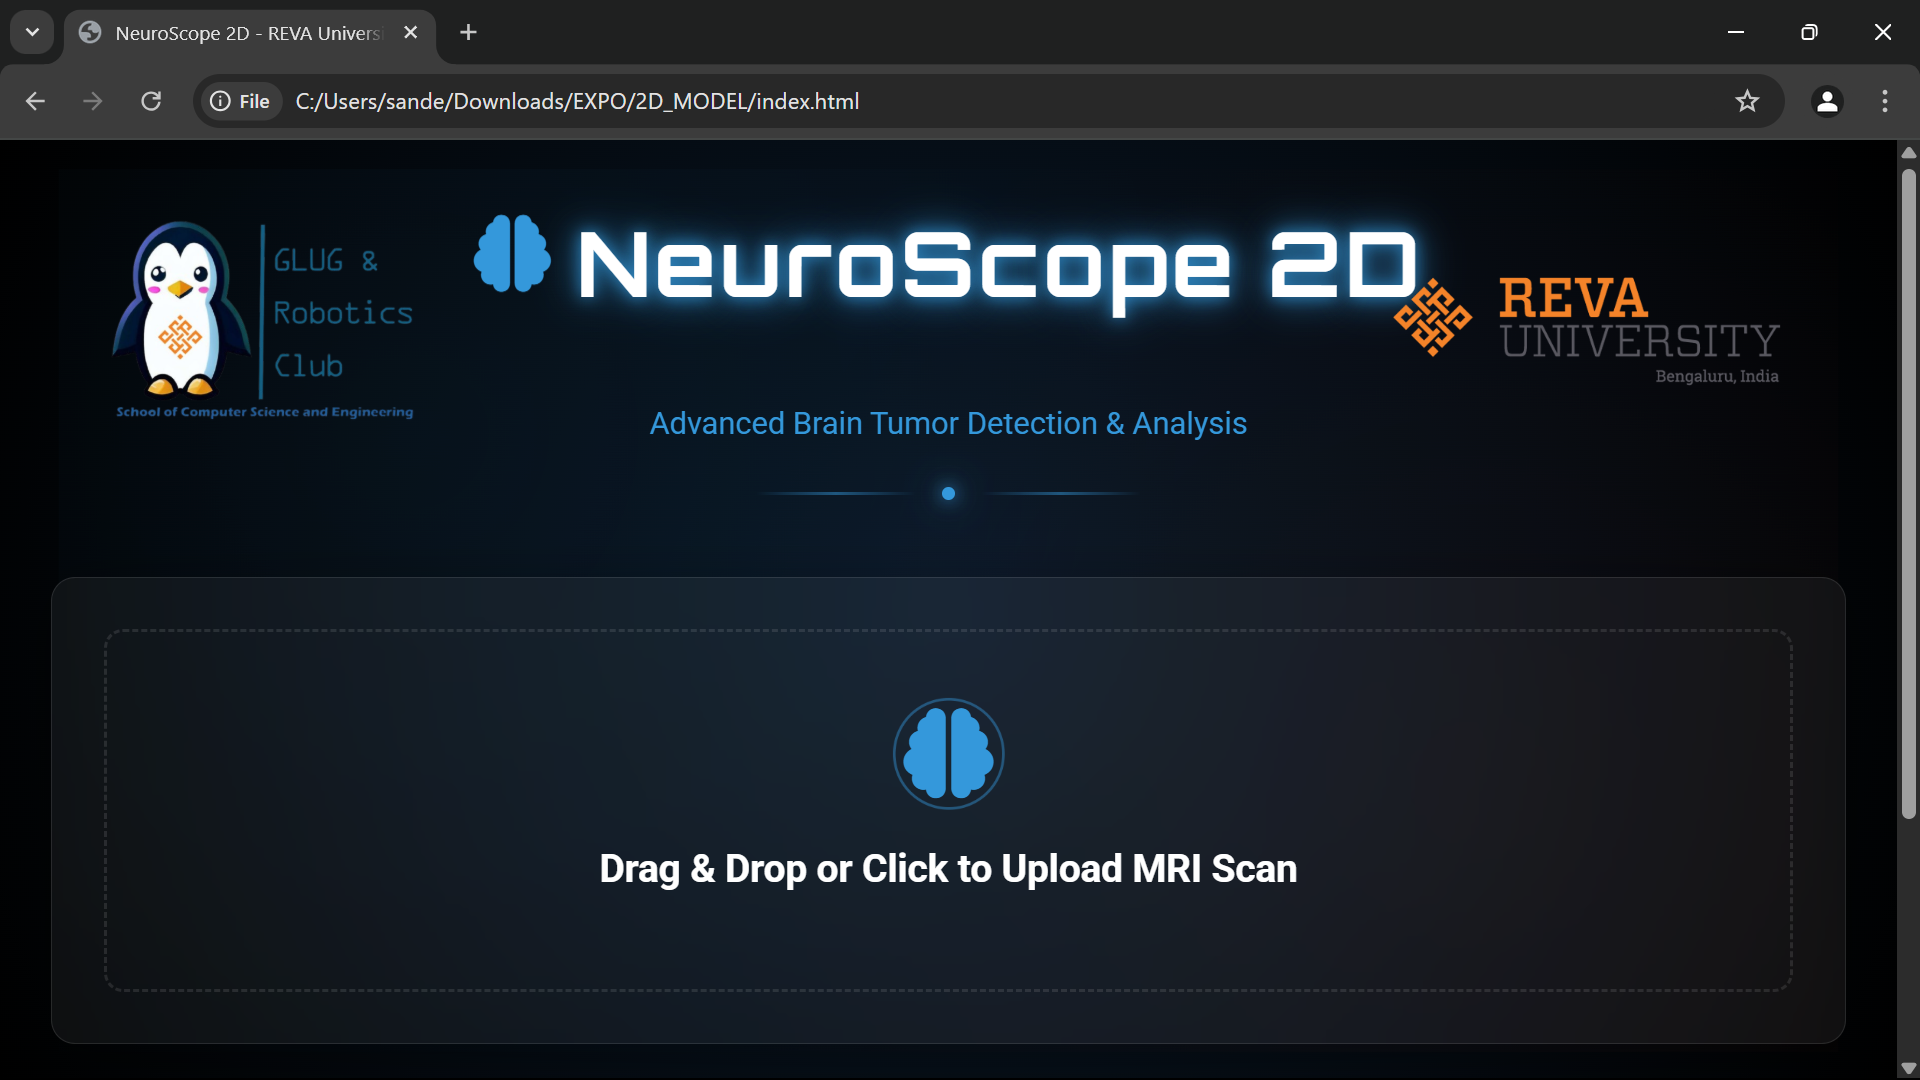 NeuroScope 2D - REVA Univers
File
C:/Users/sande/Downloads/EXPO/2D_MODEL/index.html
GLUG &
Robotics
Club
School of Computer Science and Engineering
NeuroScope 2D
REVA
UNIVERSITY
Bengaluru, India
Advanced Brain Tumor Detection & Analysis
Drag & Drop or Click to Upload MRI Scan